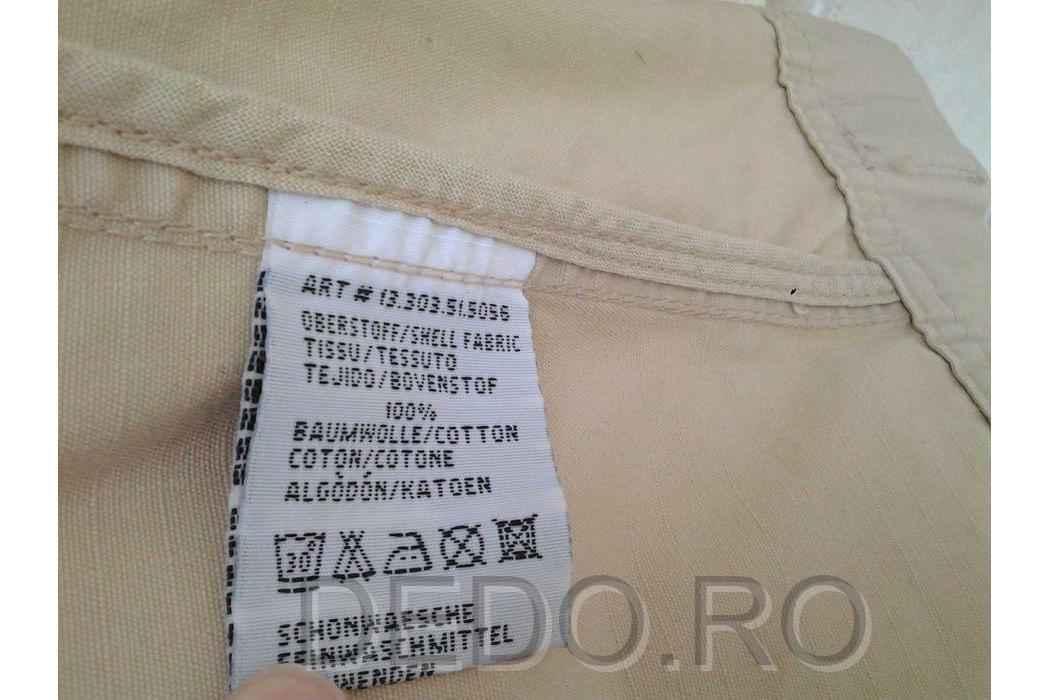 ART # 13.303.51.5056
OBERSTOFF/SHELL FABRIC
TISSU/TESSUTO
TEJIDO/BOVENSTOF
100%
BAUMWOLLE/COTTON
COTON/COTONE
ALGODÓN/KATOEN
30°
SCHONWAESCHE
FEINWASCHMITTEL
WENDEN
DEDO.RO